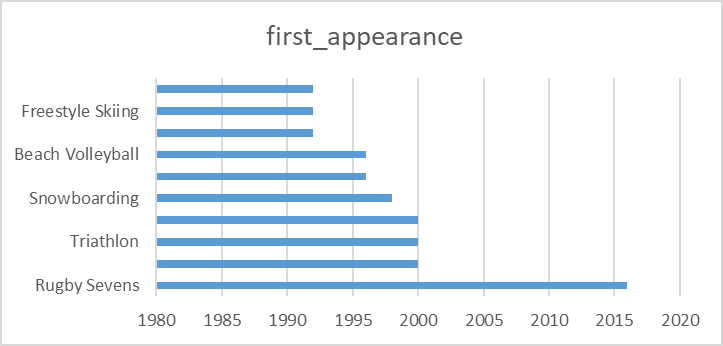 first_appearance
Freestyle Skiing
Beach Volleyball
Snowboarding
Triathlon
Rugby Sevens
1980 1985 1990 1995 2000 2005 2010 2015 2020